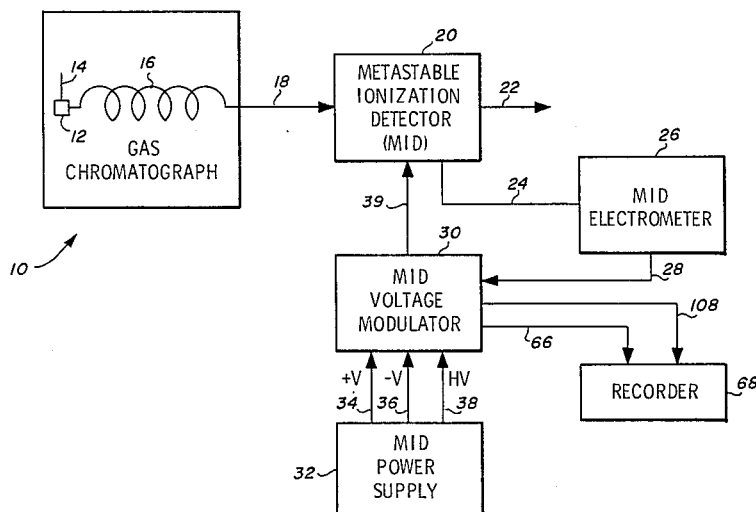 14
16
12
GAS
CHROMATOGRAPH
10
18
20
METASTABLE
IONIZATION
DETECTOR
(MID)
22
24
26
MID
ELECTROMETER
28
39
30
MID
VOLTAGE
MODULATOR
108
66
RECORDER
68
+V
-V
HV
34
36
38
32
MID
POWER
SUPPLY